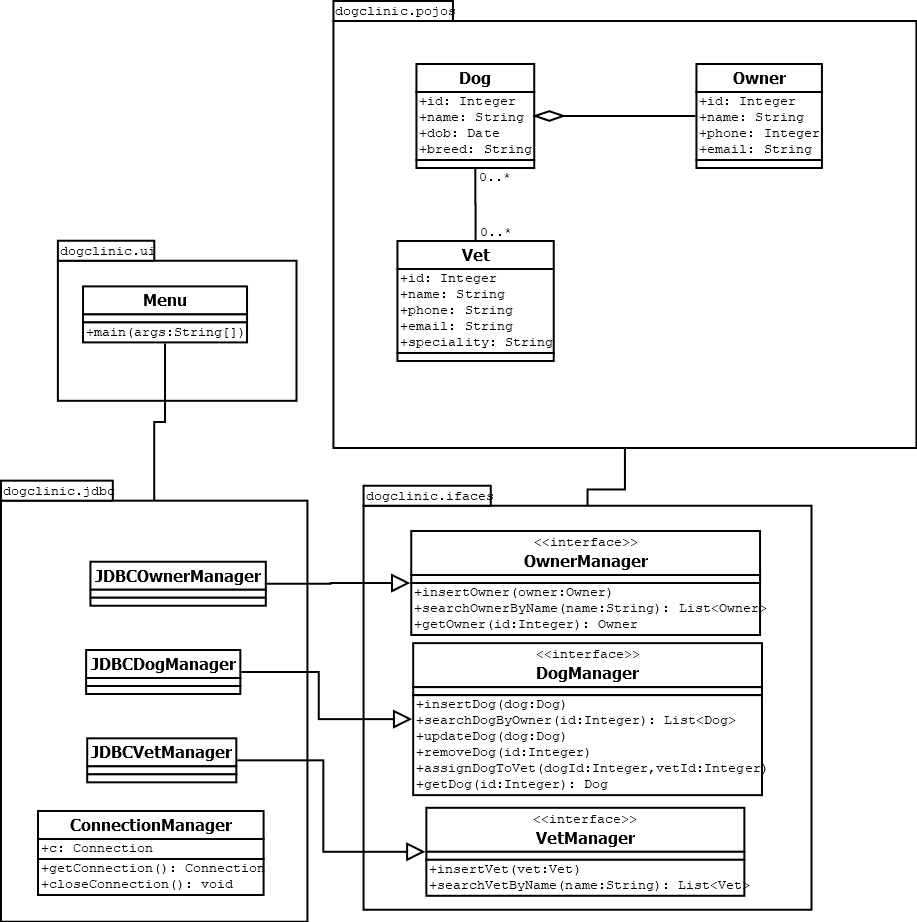 dogclinic.pojos
Dog
+id: Integer
+name: String
+dob: Date
+breed: String
Owner
+id: Integer
+name: String
+phone: Integer
+email: String
0..*
0..*
Vet
+id: Integer
+name: String
+phone: String
+email: String
+speciality: String
dogclinic.ui
Menu
+main(args:String[])
dogclinic.jdbc
JDBCOwnerManager
JDBCDogManager
JDBCVetManager
ConnectionManager
+c: Connection
+getConnection(): Connection
+closeConnection(): void
dogclinic.ifaces
<<interface>>
OwnerManager
+insertOwner(owner:Owner)
+searchOwnerByName(name:String): List<Owner>
+getOwner(id:Integer): Owner
<<interface>>
DogManager
+insertDog(dog:Dog)
+searchDogByOwner(id:Integer): List<Dog>
+updateDog(dog:Dog)
+removeDog(id:Integer)
+assignDogToVet(dogId:Integer,vetId:Integer)
+getDog(id:Integer): Dog
<<interface>>
VetManager
+insertVet(vet:Vet)
+searchVetByName(name:String): List<Vet>